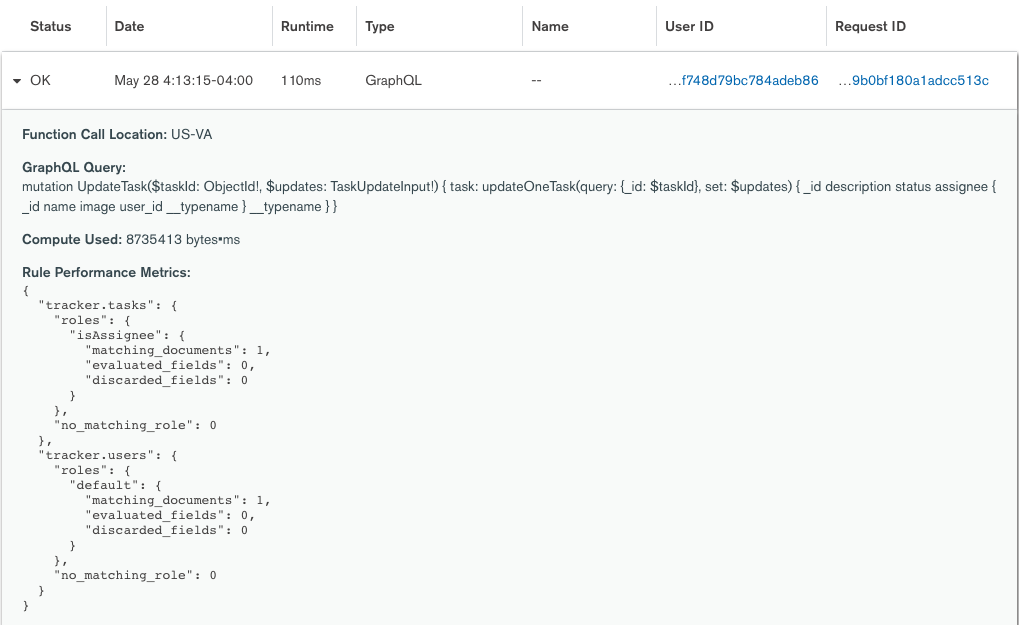 Status Date Runtime Type Name User ID Request ID
OK May 28 4:13:15-04:00 110ms GraphQL -- ...f748d79bc784adeb86 ...9b0bf180a1adcc513c
Function Call Location: US-VA
GraphQL Query:
mutation UpdateTask($taskId: ObjectId!, $updates: TaskUpdateInput!) { task: updateOneTask(query: {_id: $taskId}, set: $updates) { _id description status assignee {
_id name image user_id __typename } __typename } }
Compute Used: 8735413 bytes•ms
Rule Performance Metrics:
{
  "tracker.tasks": {
    "roles": {
      "isAssignee": {
        "matching_documents": 1,
        "evaluated_fields": 0,
        "discarded_fields": 0
      }
    },
    "no_matching_role": 0
  },
  "tracker.users": {
    "roles": {
      "default": {
        "matching_documents": 1,
        "evaluated_fields": 0,
        "discarded_fields": 0
      }
    },
    "no_matching_role": 0
  }
}